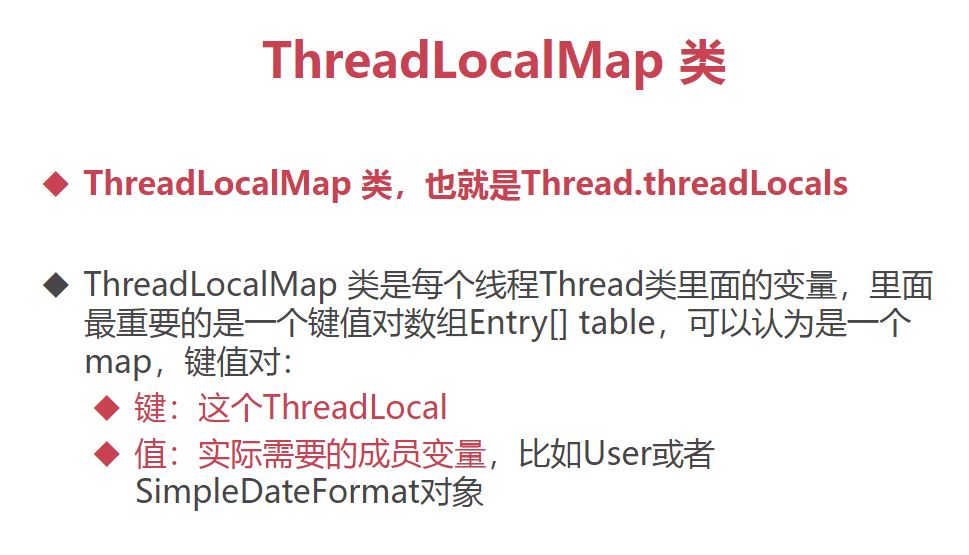 ThreadLocalMap 类
ThreadLocalMap 类，也就是Thread.threadLocals
ThreadLocalMap 类是每个线程Thread类里面的变量，里面
最重要的是一个键值对数组Entry[] table，可以认为是一个
map，键值对：
键：这个ThreadLocal
值：实际需要的成员变量，比如User或者
SimpleDateFormat对象